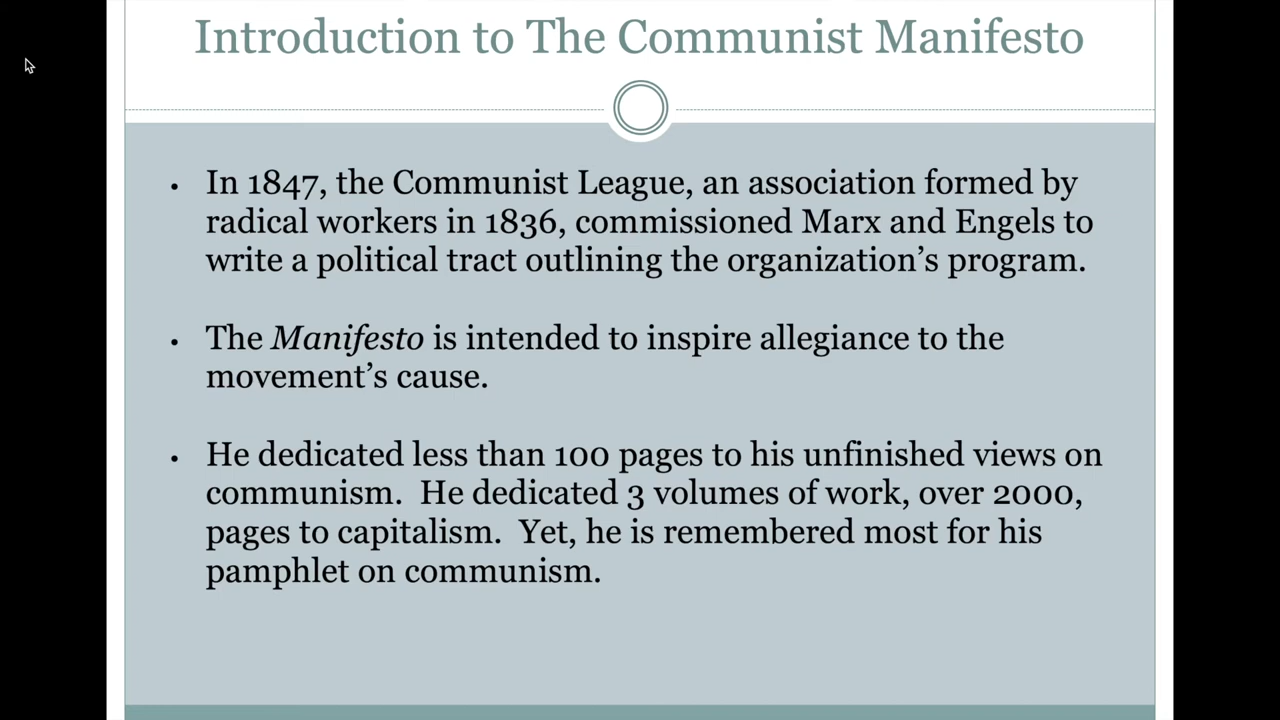 Introduction to The Communist Manifesto
• In 1847, the Communist League, an association formed by
radical workers in 1836, commissioned Marx and Engels to
write a political tract outlining the organization's program.
• The Manifesto is intended to inspire allegiance to the
movement's cause.
• He dedicated less than 100 pages to his unfinished views on
communism.  He dedicated 3 volumes of work, over 2000,
pages to capitalism.  Yet, he is remembered most for his
pamphlet on communism.